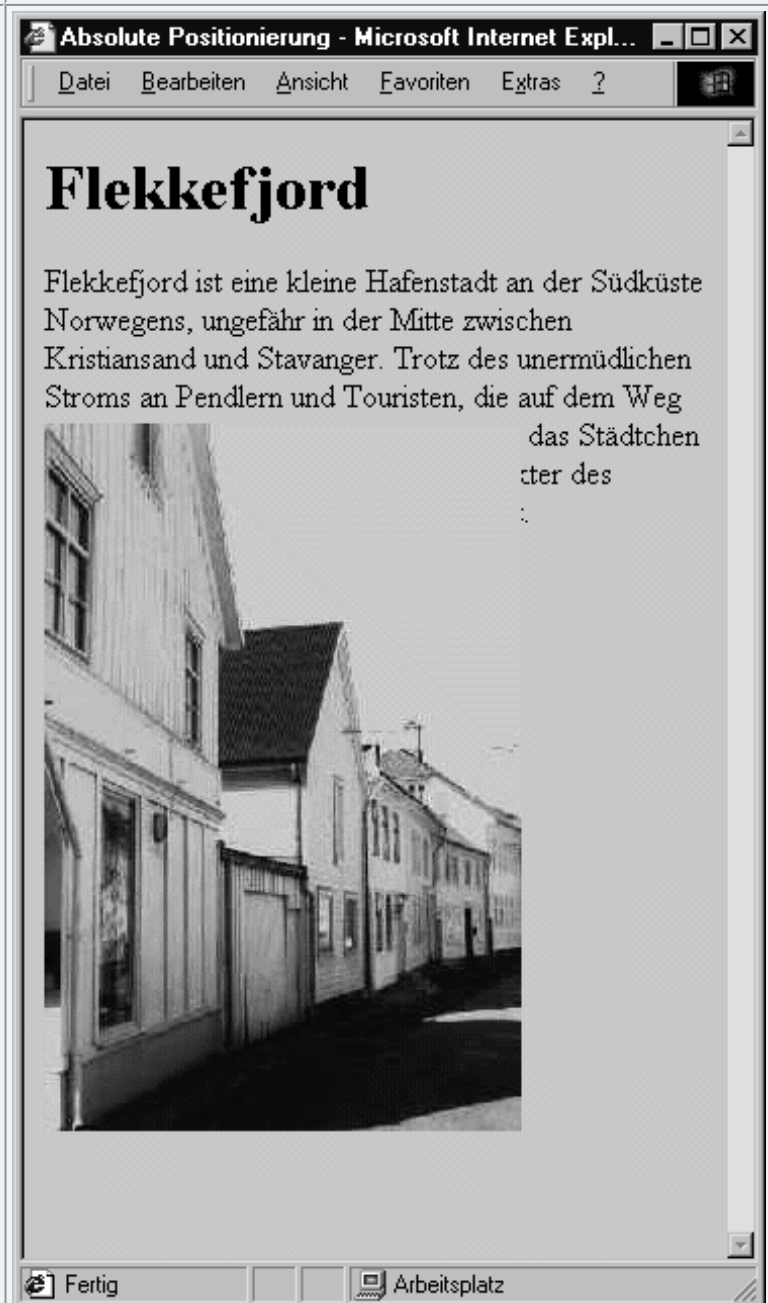 Absolute Positionierung - Microsoft Internet Expl...
Datei Bearbeiten Ansicht Favoriten Extras ?
Flekkefjord
Flekkefjord ist eine kleine Hafenstadt an der Südküste
Norwegens, ungefähr in der Mitte zwischen
Kristiansand und Stavanger. Trotz des unermüdlichen
Stroms an Pendlern und Touristen, die auf dem Weg
das Städtchen
des
Fertig
Arbeitsplatz